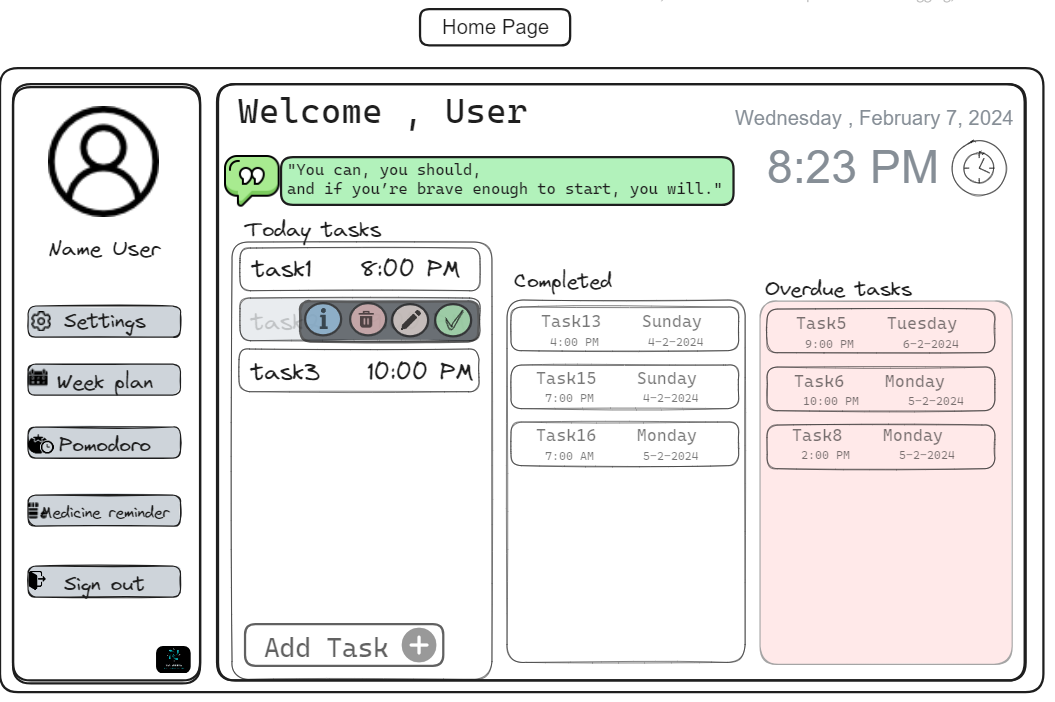 Home Page
Name User
Settings
Week plan
Pomodoro
Medicine reminder
Sign out
Welcome , User
Wednesday , February 7, 2024
8:23 PM
"You can, you should,
and if you’re brave enough to start, you will."
Today tasks
task1 8:00 PM
task
task3 10:00 PM
Add Task
Completed
Task13 Sunday
4:00 PM 4-2-2024
Task15 Sunday
7:00 PM 4-2-2024
Task16 Monday
7:00 AM 5-2-2024
Overdue tasks
Task5 Tuesday
9:00 PM 6-2-2024
Task6 Monday
10:00 PM 5-2-2024
Task8 Monday
2:00 PM 5-2-2024